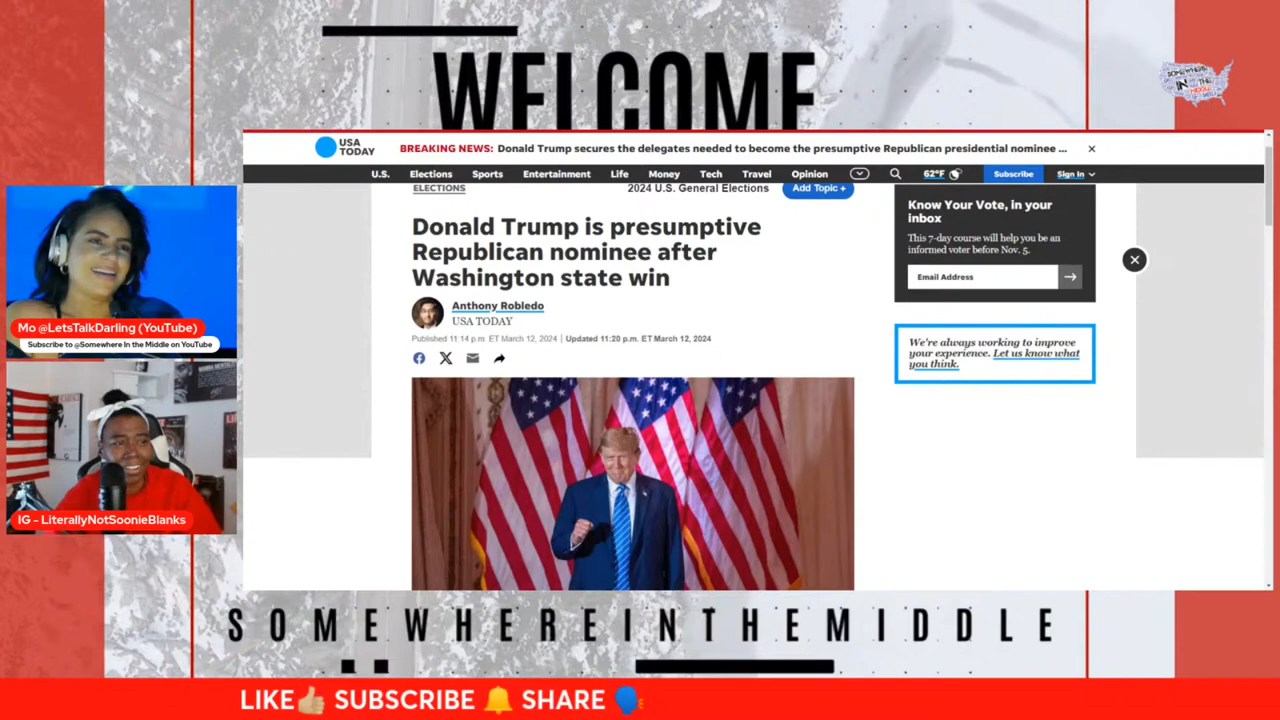 WELCOME
SOMEWHERE
IN THE
MIDDLE
USA
TODAY
BREAKING NEWS: Donald Trump secures the delegates needed to become the presumptive Republican presidential nominee ...
U.S. Elections Sports Entertainment Life Money Tech Travel Opinion 62°F Subscribe Sign In
ELECTIONS 2024 U.S. General Elections Add Topic +
Donald Trump is presumptive
Republican nominee after
Washington state win
Anthony Robledo
USA TODAY
Published 11:14 p.m. ET March 12, 2024 Updated 11:20 p.m. ET March 12, 2024
Know Your Vote, in your
inbox
This 7-day course will help you be an
informed voter before Nov. 5.
Email Address
We're always working to improve
your experience. Let us know what
you think.
Mo @LetsTalkDarling (YouTube)
Subscribe to @Somewhere In the Middle on YouTube
IG - LiterallyNotSoonieBlanks
SOMEWHEREINTHEMIDDLE
LIKE👍🏼 SUBSCRIBE 🔔 SHARE 🗣️